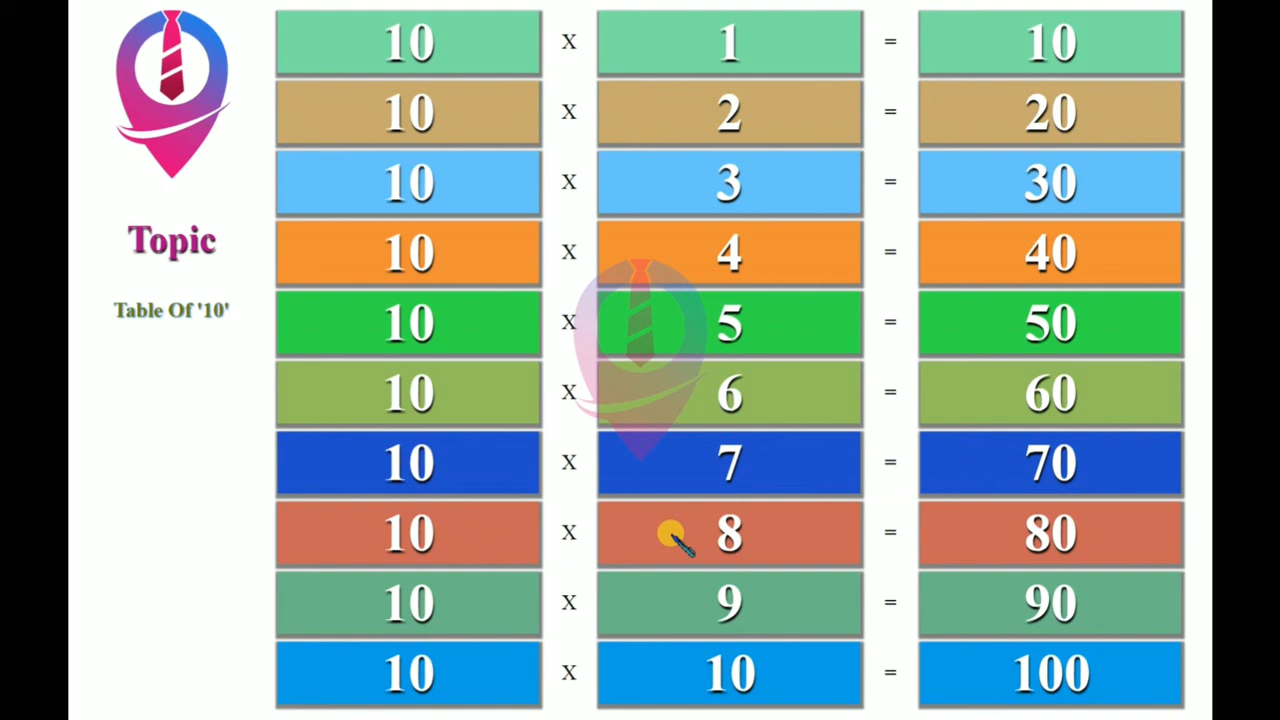 10 X 1 = 10
10 X 2 = 20
10 X 3 = 30
Topic
10 X 4 = 40
Table Of '10'
10 X 5 = 50
10 X 6 = 60
10 X 7 = 70
10 X 8 = 80
10 X 9 = 90
10 X 10 = 100